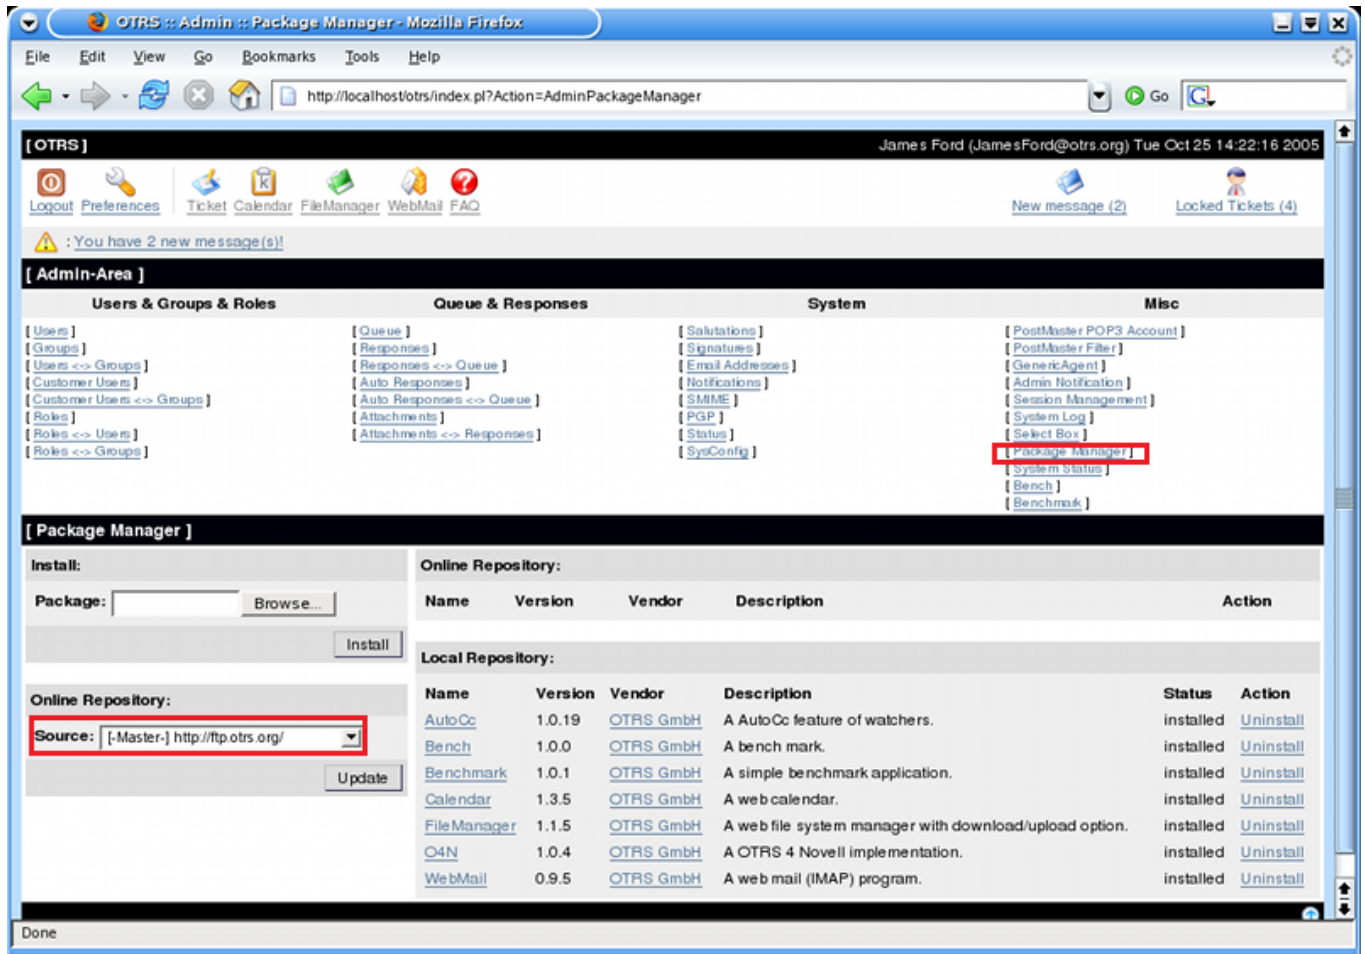 OTRS :: Admin :: Package Manager - Mozilla Firefox
File Edit View Go Bookmarks Tools Help
http://localhost/otrs/index.pl?Action=AdminPackageManager Go G
[ OTRS ] James Ford (JamesFord@otrs.org) Tue Oct 25 14:22:16 2005
Logout Preferences Ticket Calendar FileManager WebMail FAQ New message (2) Locked Tickets (4)
: You have 2 new message(s)!
[ Admin-Area ]
Users & Groups & Roles Queue & Responses System Misc
[ Users ] [ Queue ] [ Salutations ] [ PostMaster POP3 Account ]
[ Groups ] [ Responses ] [ Signatures ] [ PostMaster Filter ]
[ Users <-> Groups ] [ Responses <-> Queue ] [ Email Addresses ] [ GenericAgent ]
[ Customer Users ] [ Auto Responses ] [ Notifications ] [ Admin Notification ]
[ Customer Users <-> Groups ] [ Auto Responses <-> Queue ] [ SMIME ] [ Session Management ]
[ Roles ] [ Attachments ] [ PGP ] [ System Log ]
[ Roles <-> Users ] [ Attachments <-> Responses ] [ Status ] [ Select Box ]
[ Roles <-> Groups ] [ SysConfig ] [ Package Manager ]
[ System Status ]
[ Bench ]
[ Benchmark ]
[ Package Manager ]
Install: Online Repository:
Package: Browse... Name Version Vendor Description Action
Install
Local Repository:
Online Repository: Name Version Vendor Description Status Action
AutoCc 1.0.19 OTRS GmbH A AutoCc feature of watchers. installed Uninstall
Source: [-Master-] http://ftp.otrs.org/ Bench 1.0.0 OTRS GmbH A bench mark. installed Uninstall
Update Benchmark 1.0.1 OTRS GmbH A simple benchmark application. installed Uninstall
Calendar 1.3.5 OTRS GmbH A web calendar. installed Uninstall
FileManager 1.1.5 OTRS GmbH A web file system manager with download/upload option. installed Uninstall
O4N 1.0.4 OTRS GmbH A OTRS 4 Novell implementation. installed Uninstall
WebMail 0.9.5 OTRS GmbH A web mail (IMAP) program. installed Uninstall
Done